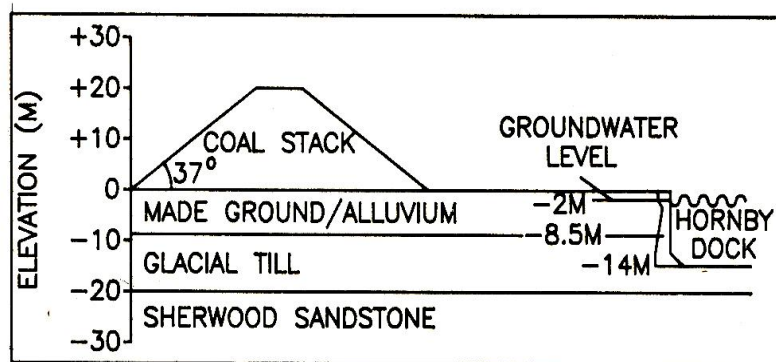 ELEVATION (M)
+30
+20
+10
0
-10
-20
-30
COAL STACK
37°
GROUNDWATER
LEVEL
MADE GROUND/ALLUVIUM
-2M
-8.5M
HORNBY
DOCK
GLACIAL TILL
-14M
SHERWOOD SANDSTONE